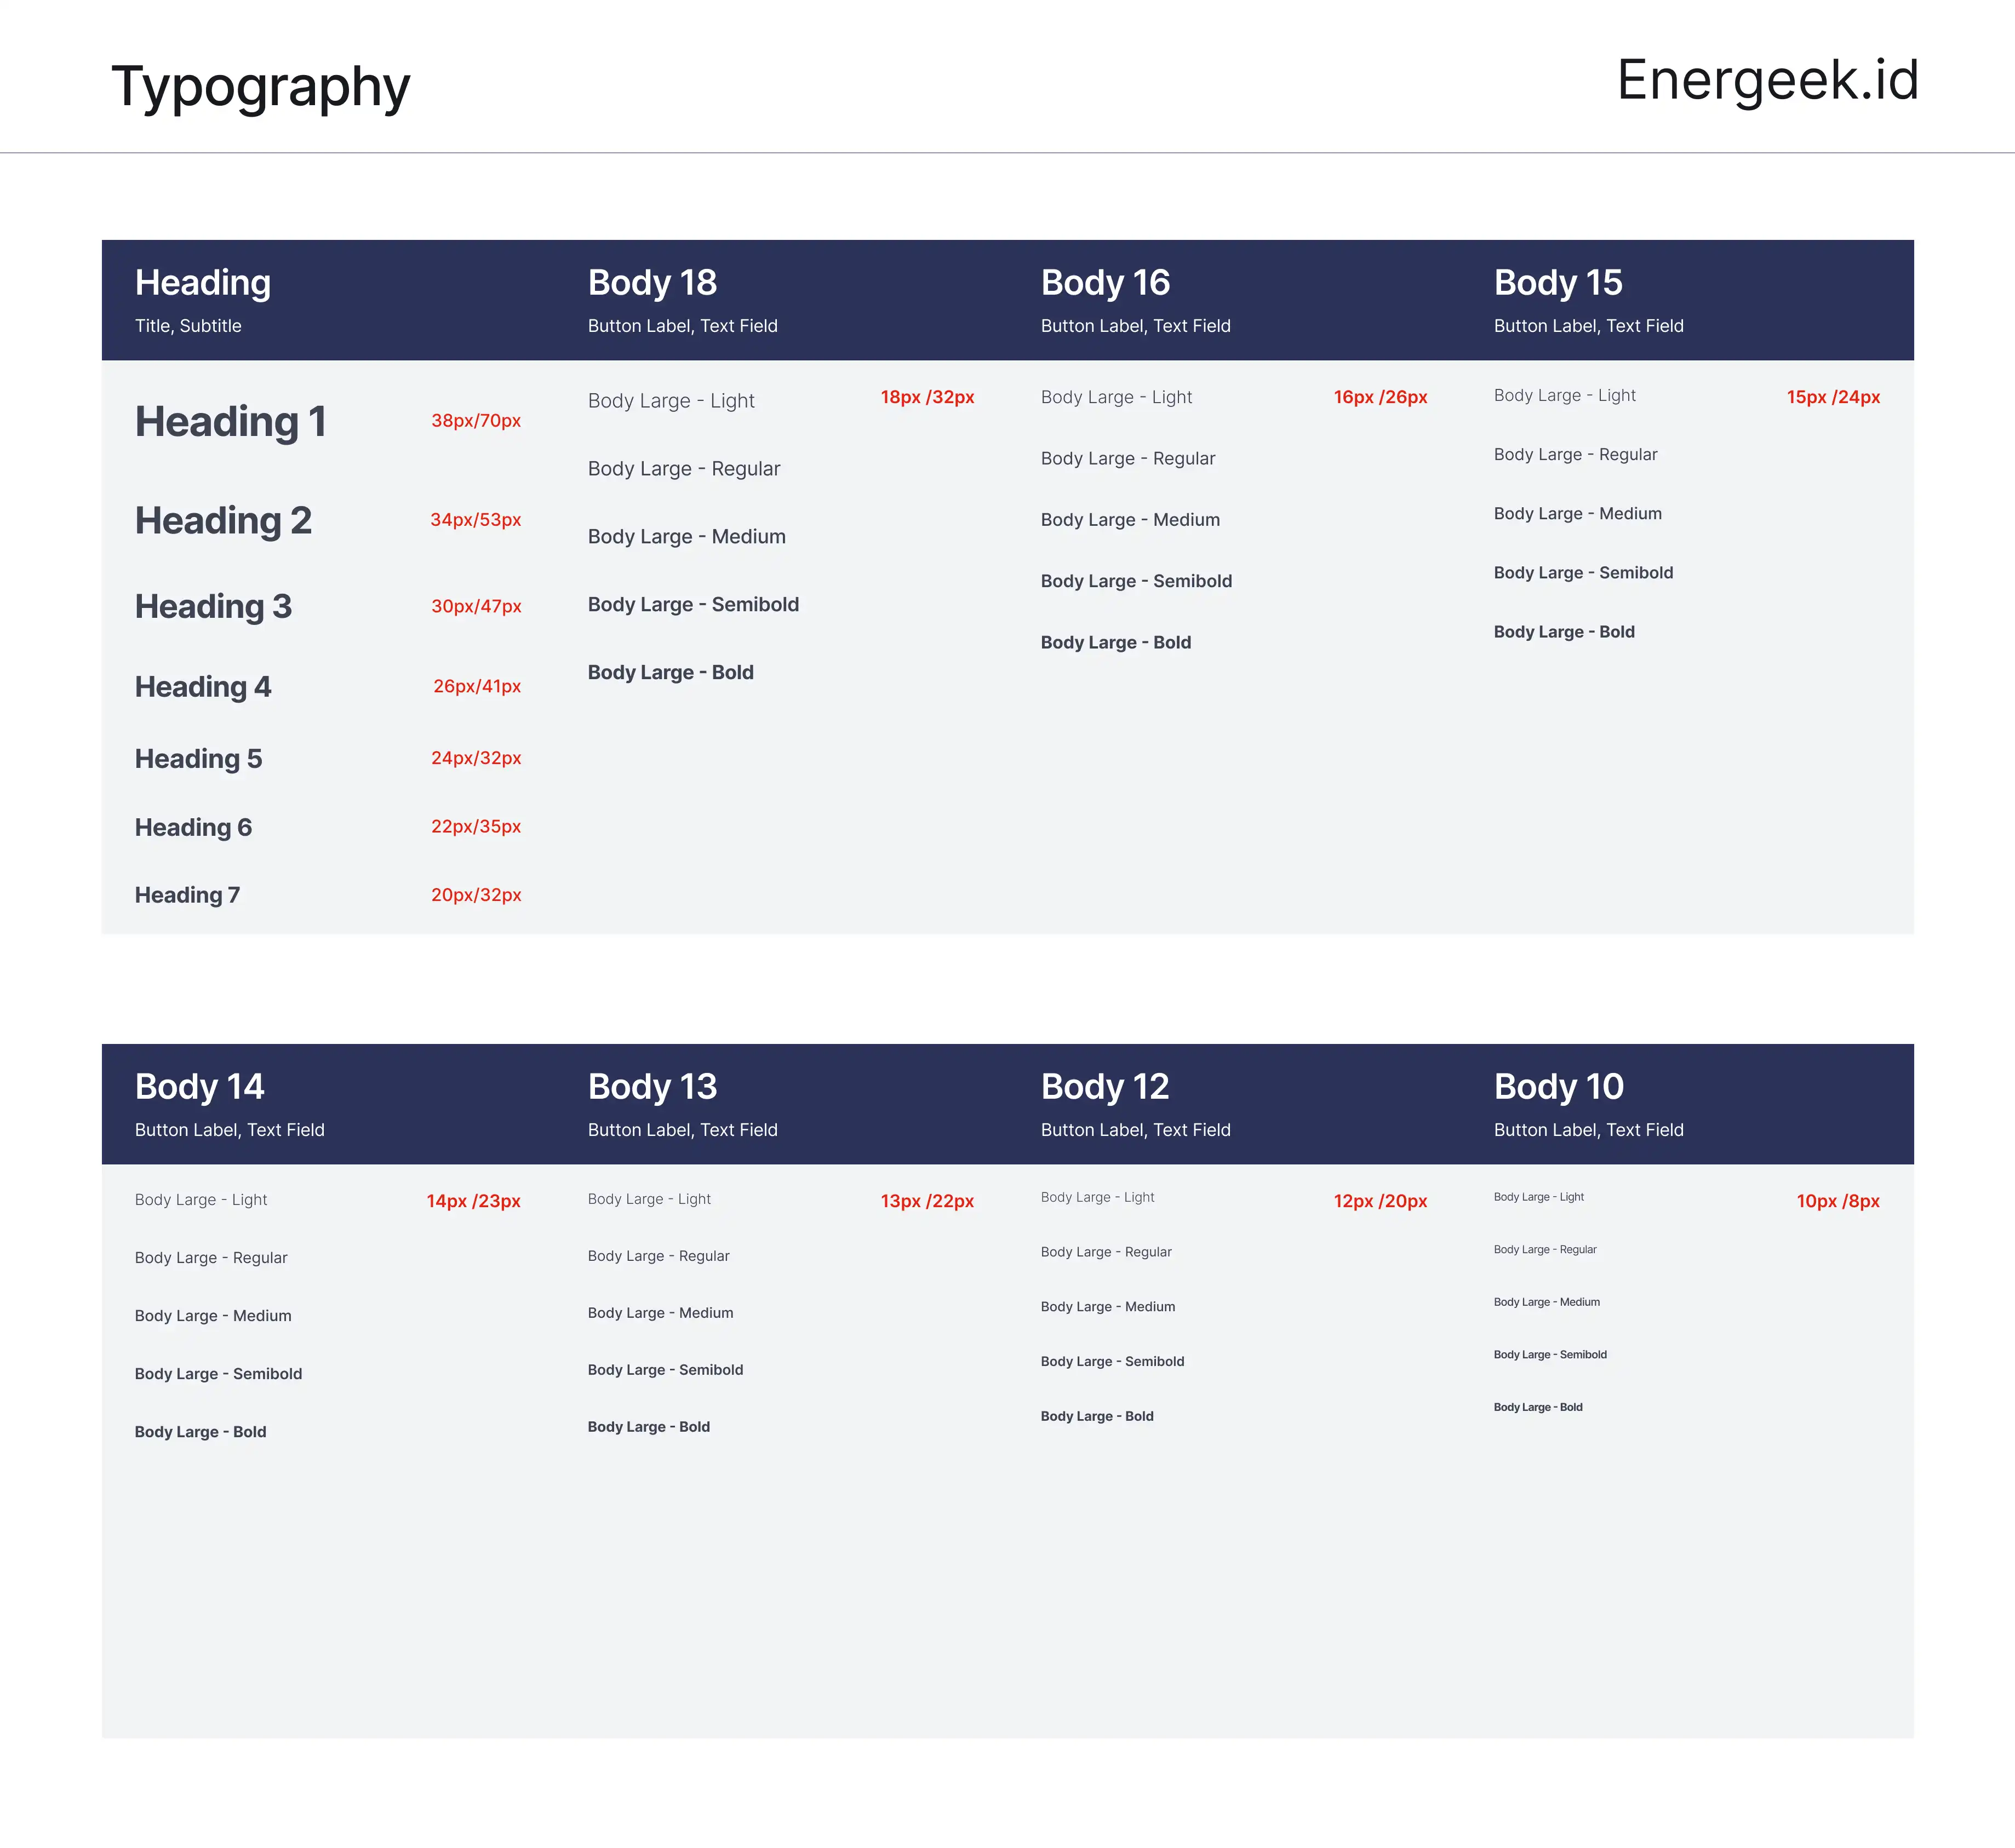 Typography
Energeek.id
Heading
Title, Subtitle
Heading 1
38px/70px
Heading 2
34px/53px
Heading 3
30px/47px
Heading 4
26px/41px
Heading 5
24px/32px
Heading 6
22px/35px
Heading 7
20px/32px
Body 18
Button Label, Text Field
Body Large - Light
18px /32px
Body Large - Regular
Body Large - Medium
Body Large - Semibold
Body Large - Bold
Body 16
Button Label, Text Field
Body Large - Light
16px /26px
Body Large - Regular
Body Large - Medium
Body Large - Semibold
Body Large - Bold
Body 15
Button Label, Text Field
Body Large - Light
15px /24px
Body Large - Regular
Body Large - Medium
Body Large - Semibold
Body Large - Bold
Body 14
Button Label, Text Field
Body Large - Light
14px /23px
Body Large - Regular
Body Large - Medium
Body Large - Semibold
Body Large - Bold
Body 13
Button Label, Text Field
Body Large - Light
13px /22px
Body Large - Regular
Body Large - Medium
Body Large - Semibold
Body Large - Bold
Body 12
Button Label, Text Field
Body Large - Light
12px /20px
Body Large - Regular
Body Large - Medium
Body Large - Semibold
Body Large - Bold
Body 10
Button Label, Text Field
Body Large - Light
10px /8px
Body Large - Regular
Body Large - Medium
Body Large - Semibold
Body Large - Bold